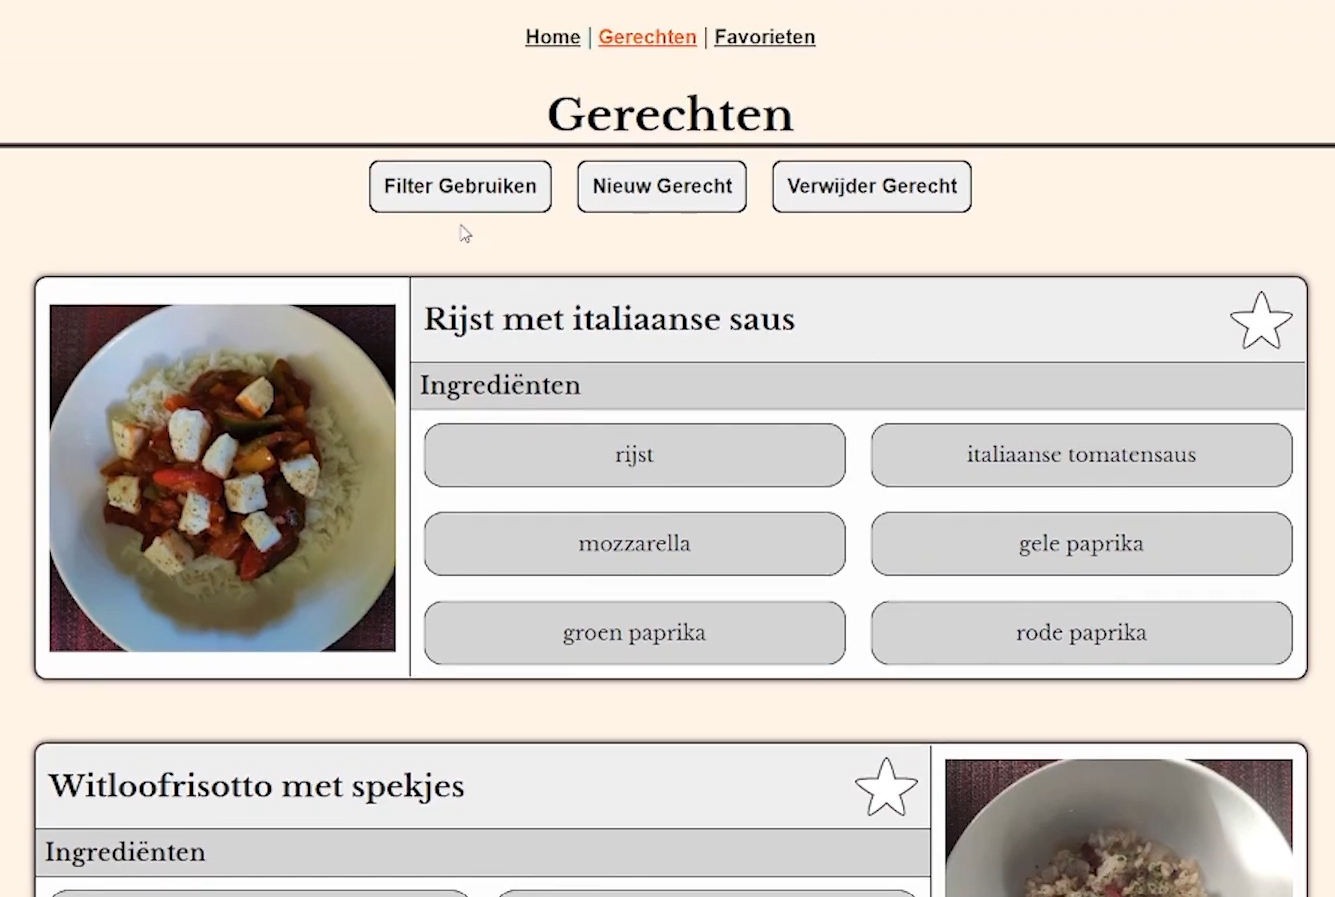 Home | Gerechten | Favorieten
Gerechten
Filter Gebruiken
Nieuw Gerecht
Verwijder Gerecht
Rijst met italiaanse saus
Ingrediënten
rijst
italiaanse tomatensaus
mozzarella
gele paprika
groen paprika
rode paprika
Witloofrisotto met spekjes
Ingrediënten